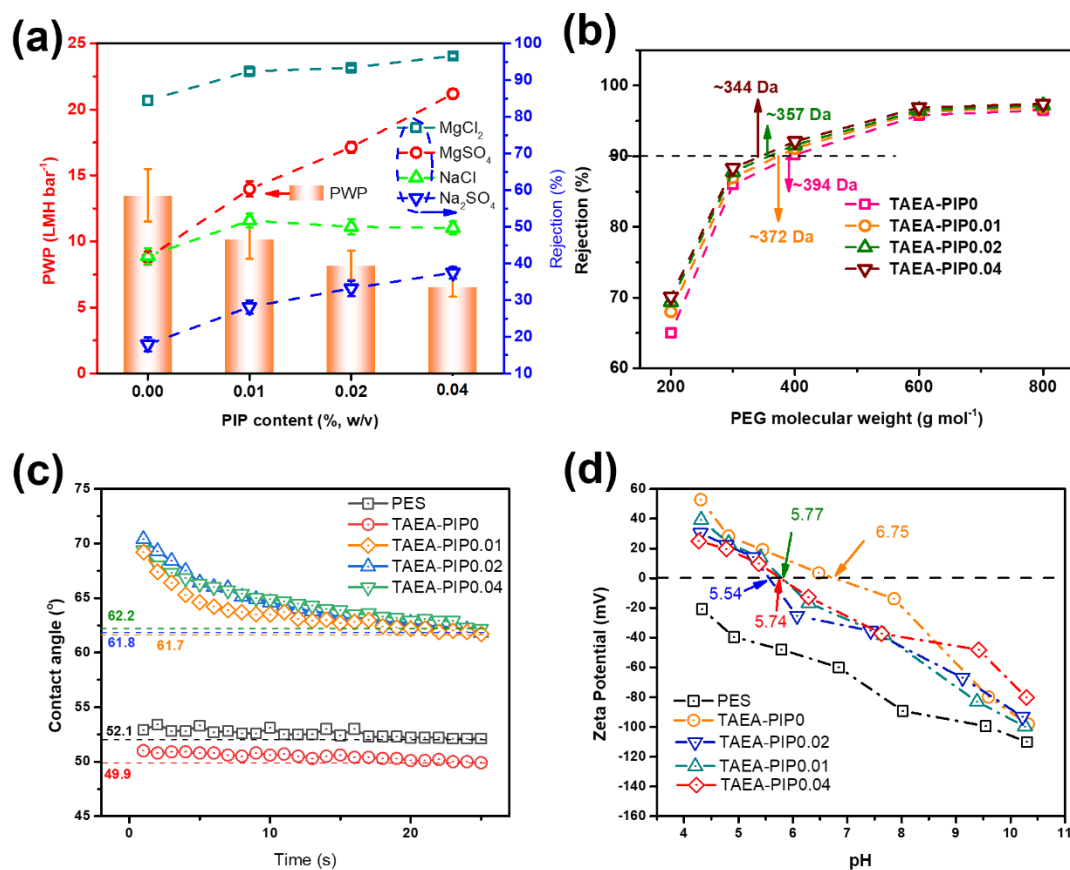 (a)
25
20
15
10
5
0
PWP (LMH bar⁻¹)
100
90
80
70
60
50
40
30
20
10
Rejection (%)
MgCl₂
MgSO₄
NaCl
Na₂SO₄
PWP
0.00 0.01 0.02 0.04
PIP content (%, w/v)
(b)
100
90
80
70
60
Rejection (%)
~344 Da
~357 Da
~394 Da
~372 Da
TAEA-PIP0
TAEA-PIP0.01
TAEA-PIP0.02
TAEA-PIP0.04
200 400 600 800
PEG molecular weight (g mol⁻¹)
(c)
75
70
65
60
55
50
45
Contact angle (°)
PES
TAEA-PIP0
TAEA-PIP0.01
TAEA-PIP0.02
TAEA-PIP0.04
62.2
61.8
61.7
52.1
49.9
0 10 20
Time (s)
(d)
60
40
20
0
-20
-40
-60
-80
-100
-120
-140
-160
Zeta Potential (mV)
5.77
6.75
5.54
5.74
PES
TAEA-PIP0
TAEA-PIP0.02
TAEA-PIP0.01
TAEA-PIP0.04
4 5 6 7 8 9 10 11
pH